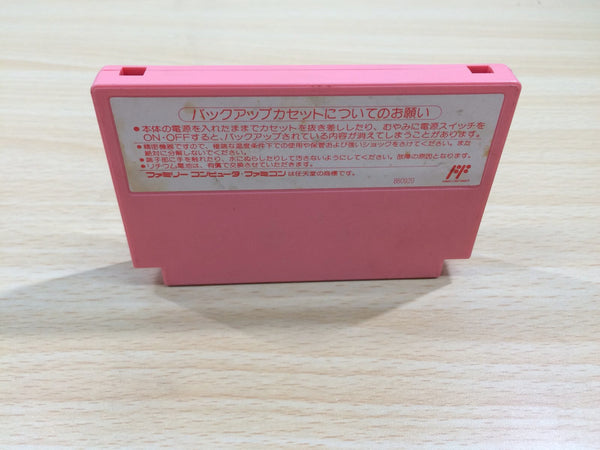 バックアップカセットについてのお願い
●本体の電源を入れたままでカセットを抜き差ししたり、むやみに電源スイッチを
ON・OFFすると、バックアップされている内容が消えてしまうことがあります。
●精密機器ですので、極端な温度条件下での使用や保管および強いショックをさけてください。また
絶対に分解しないでください。
●端子部に手を触れたり、水にぬらしたりして汚さないようにしてください。故障の原因となります。
●リチウム電池は、有償で交換させていただきます。
ファミリーコンピュータ・ファミコンは任天堂の商標です。
860929